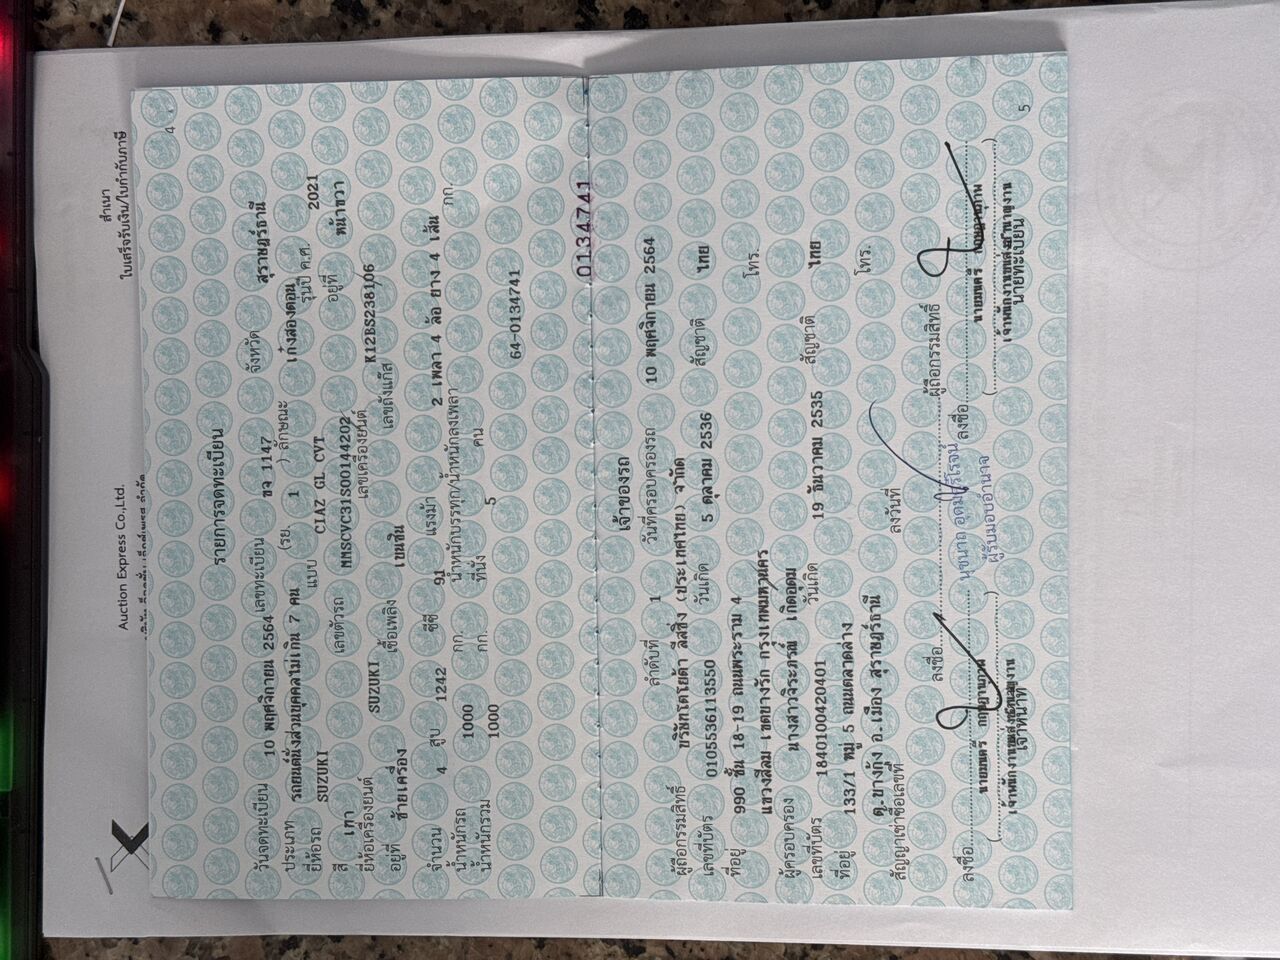 สำเนา
ใบเสร็จรับเงิน/ใบกำกับภาษี
Auction Express Co.,Ltd.
4
รายการจดทะเบียน
วันจดทะเบียน 10 พฤศจิกายน 2564 เลขทะเบียน ขจ 1147 จังหวัด สุราษฎร์ธานี
ประเภท รถยนต์นั่งส่วนบุคคลไม่เกิน 7 คน (รย. 1 ) ลักษณะ เก๋งสองตอน
ยี่ห้อรถ SUZUKI แบบ CIAZ GL CVT รุ่นปี ค.ศ. 2021
สี เทา เลขตัวรถ MMSCVC31S00144202 อยู่ที่ หน้าขวา
ยี่ห้อเครื่องยนต์ SUZUKI เลขเครื่องยนต์ K12BS238106
อยู่ที่ ซ้ายเครื่อง เชื้อเพลิง เบนซิน เลขถังแก๊ส
จำนวน 4 สูบ 1242 ซีซี 91 แรงม้า 2 เพลา 4 ล้อ ยาง 4 เส้น
น้ำหนักรถ 1000 กก. น้ำหนักบรรทุก/น้ำหนักลงเพลา กก.
น้ำหนักรวม 1000 กก. ที่นั่ง 5 คน
64-0134741
0134741
เจ้าของรถ
ลำดับที่ 1 วันที่ครอบครองรถ 10 พฤศจิกายน 2564
ผู้ถือกรรมสิทธิ์ บริษัทโตโยต้า ลีสซิ่ง (ประเทศไทย) จำกัด
เลขที่บัตร 0105536113550 วันเกิด 5 ตุลาคม 2536 สัญชาติ ไทย
ที่อยู่ 990 ชั้น 18-19 ถนนพระราม 4
แขวงสีลม เขตบางรัก กรุงเทพมหานคร โทร.
ผู้ครอบครอง นางสาวจิระภรณ์ เกิดอุดม
เลขที่บัตร 1840100420401 วันเกิด 19 ธันวาคม 2535 สัญชาติ ไทย
ที่อยู่ 133/1 หมู่ 5 ถนนตลาดล่าง
ต.บางกุ้ง อ.เมือง สุราษฎร์ธานี โทร.
สัญญาเช่าซื้อเลขที่ ลงวันที่
ลงชื่อ ผู้ถือกรรมสิทธิ์
ผู้รับมอบอำนาจ
ลงชื่อ ลงชื่อ
นายมนตรี นายมนตรี
เจ้าหน้าที่ นายทะเบียน
5